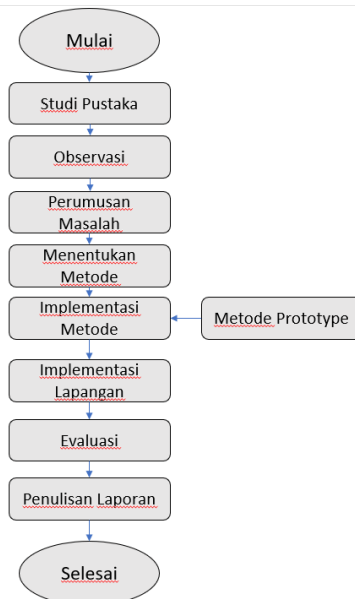 Mulai
Studi Pustaka
Observasi
Perumusan
Masalah
Menentukan
Metode
Implementasi
Metode
Metode Prototype
Implementasi
Lapangan
Evaluasi
Penulisan Laporan
Selesai